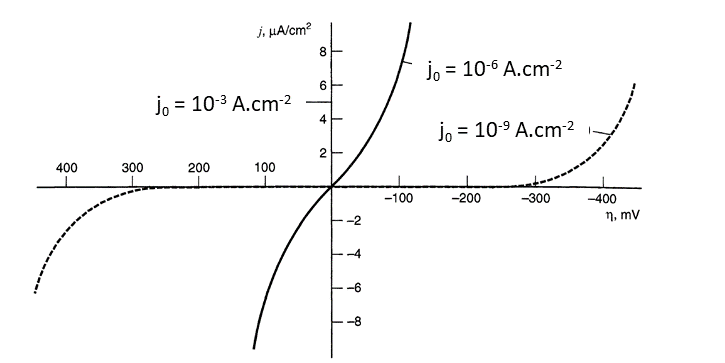 j, μA/cm²
8
j₀ = 10⁻⁶ A.cm⁻²
6
j₀ = 10⁻³ A.cm⁻²
4
j₀ = 10⁻⁹ A.cm⁻²
2
400 300 200 100
−100 −200 −300 −400
η, mV
−2
−4
−6
−8